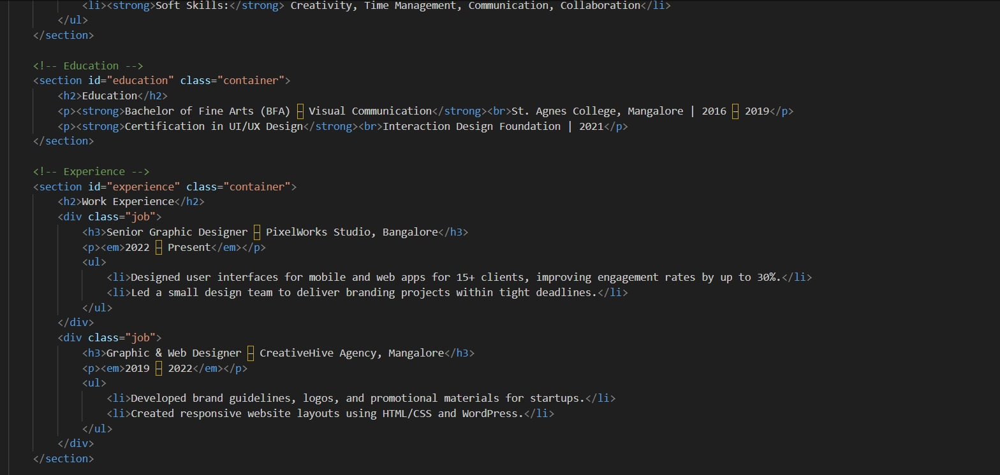 <li><strong>Soft Skills:</strong> Creativity, Time Management, Communication, Collaboration</li>
</ul>
</section>
<!-- Education -->
<section id="education" class="container">
<h2>Education</h2>
<p><strong>Bachelor of Fine Arts (BFA) – Visual Communication</strong><br>St. Agnes College, Mangalore | 2016 – 2019</p>
<p><strong>Certification in UI/UX Design</strong><br>Interaction Design Foundation | 2021</p>
</section>
<!-- Experience -->
<section id="experience" class="container">
<h2>Work Experience</h2>
<div class="job">
<h3>Senior Graphic Designer – PixelWorks Studio, Bangalore</h3>
<p><em>2022 – Present</em></p>
<ul>
<li>Designed user interfaces for mobile and web apps for 15+ clients, improving engagement rates by up to 30%.</li>
<li>Led a small design team to deliver branding projects within tight deadlines.</li>
</ul>
</div>
<div class="job">
<h3>Graphic & Web Designer – CreativeHive Agency, Mangalore</h3>
<p><em>2019 – 2022</em></p>
<ul>
<li>Developed brand guidelines, logos, and promotional materials for startups.</li>
<li>Created responsive website layouts using HTML/CSS and WordPress.</li>
</ul>
</div>
</section>